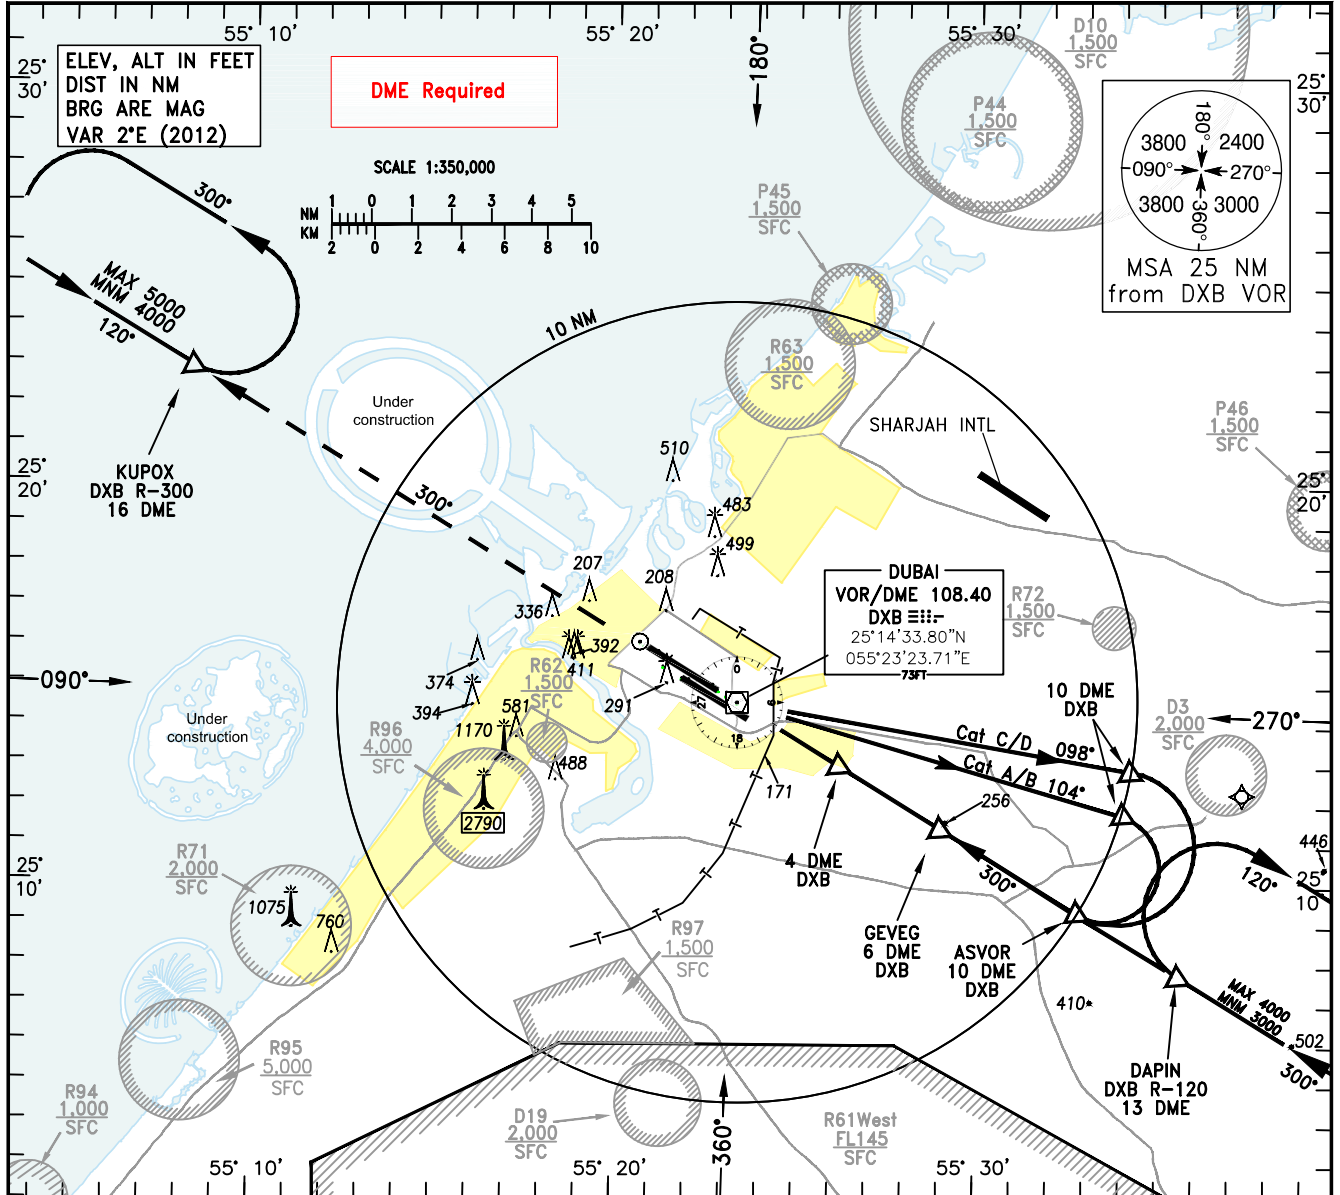 55° 10'
55° 20'
55° 30'
25°
30'
25°
30'
ELEV, ALT IN FEET
DIST IN NM
BRG ARE MAG
VAR 2°E (2012)
DME Required
180°
D10
1,500
SFC
P44
1,500
SFC
180°
3800
2400
090°
270°
3800
3000
360°
MSA 25 NM
from DXB VOR
SCALE 1:350,000
NM
1 0 1 2 3 4 5
KM
2 0 2 4 6 8 10
P45
1,500
SFC
300°
MAX 5000
MNM 4000
120°
10 NM
R63
1,500
SFC
Under
construction
SHARJAH INTL
P46
1,500
SFC
KUPOX
DXB R-300
16 DME
510
25°
20'
25°
20'
300°
483
499
207
208
336
DUBAI
VOR/DME 108.40
DXB
25°14'33.80"N
055°23'23.71"E
73FT
R72
1,500
SFC
392
411
374
394
R62
1,500
SFC
291
0
9
18
27
090°
10 DME
DXB
D3
2,000
SFC
270°
Under
construction
R96
4,000
SFC
581
1170
488
Cat C/D
098°
Cat A/B 104°
171
256
2790
4 DME
DXB
300°
446
120°
R71
2,000
SFC
25°
10'
25°
10'
1075
760
R97
1,500
SFC
GEVEG
6 DME
DXB
ASVOR
10 DME
DXB
410
MAX 4000
MNM 3000
502
300°
R95
5,000
SFC
DAPIN
DXB R-120
13 DME
R94
1,000
SFC
D19
2,000
SFC
360°
R61West
FL145
SFC
55° 10'
55° 20'
55° 30'